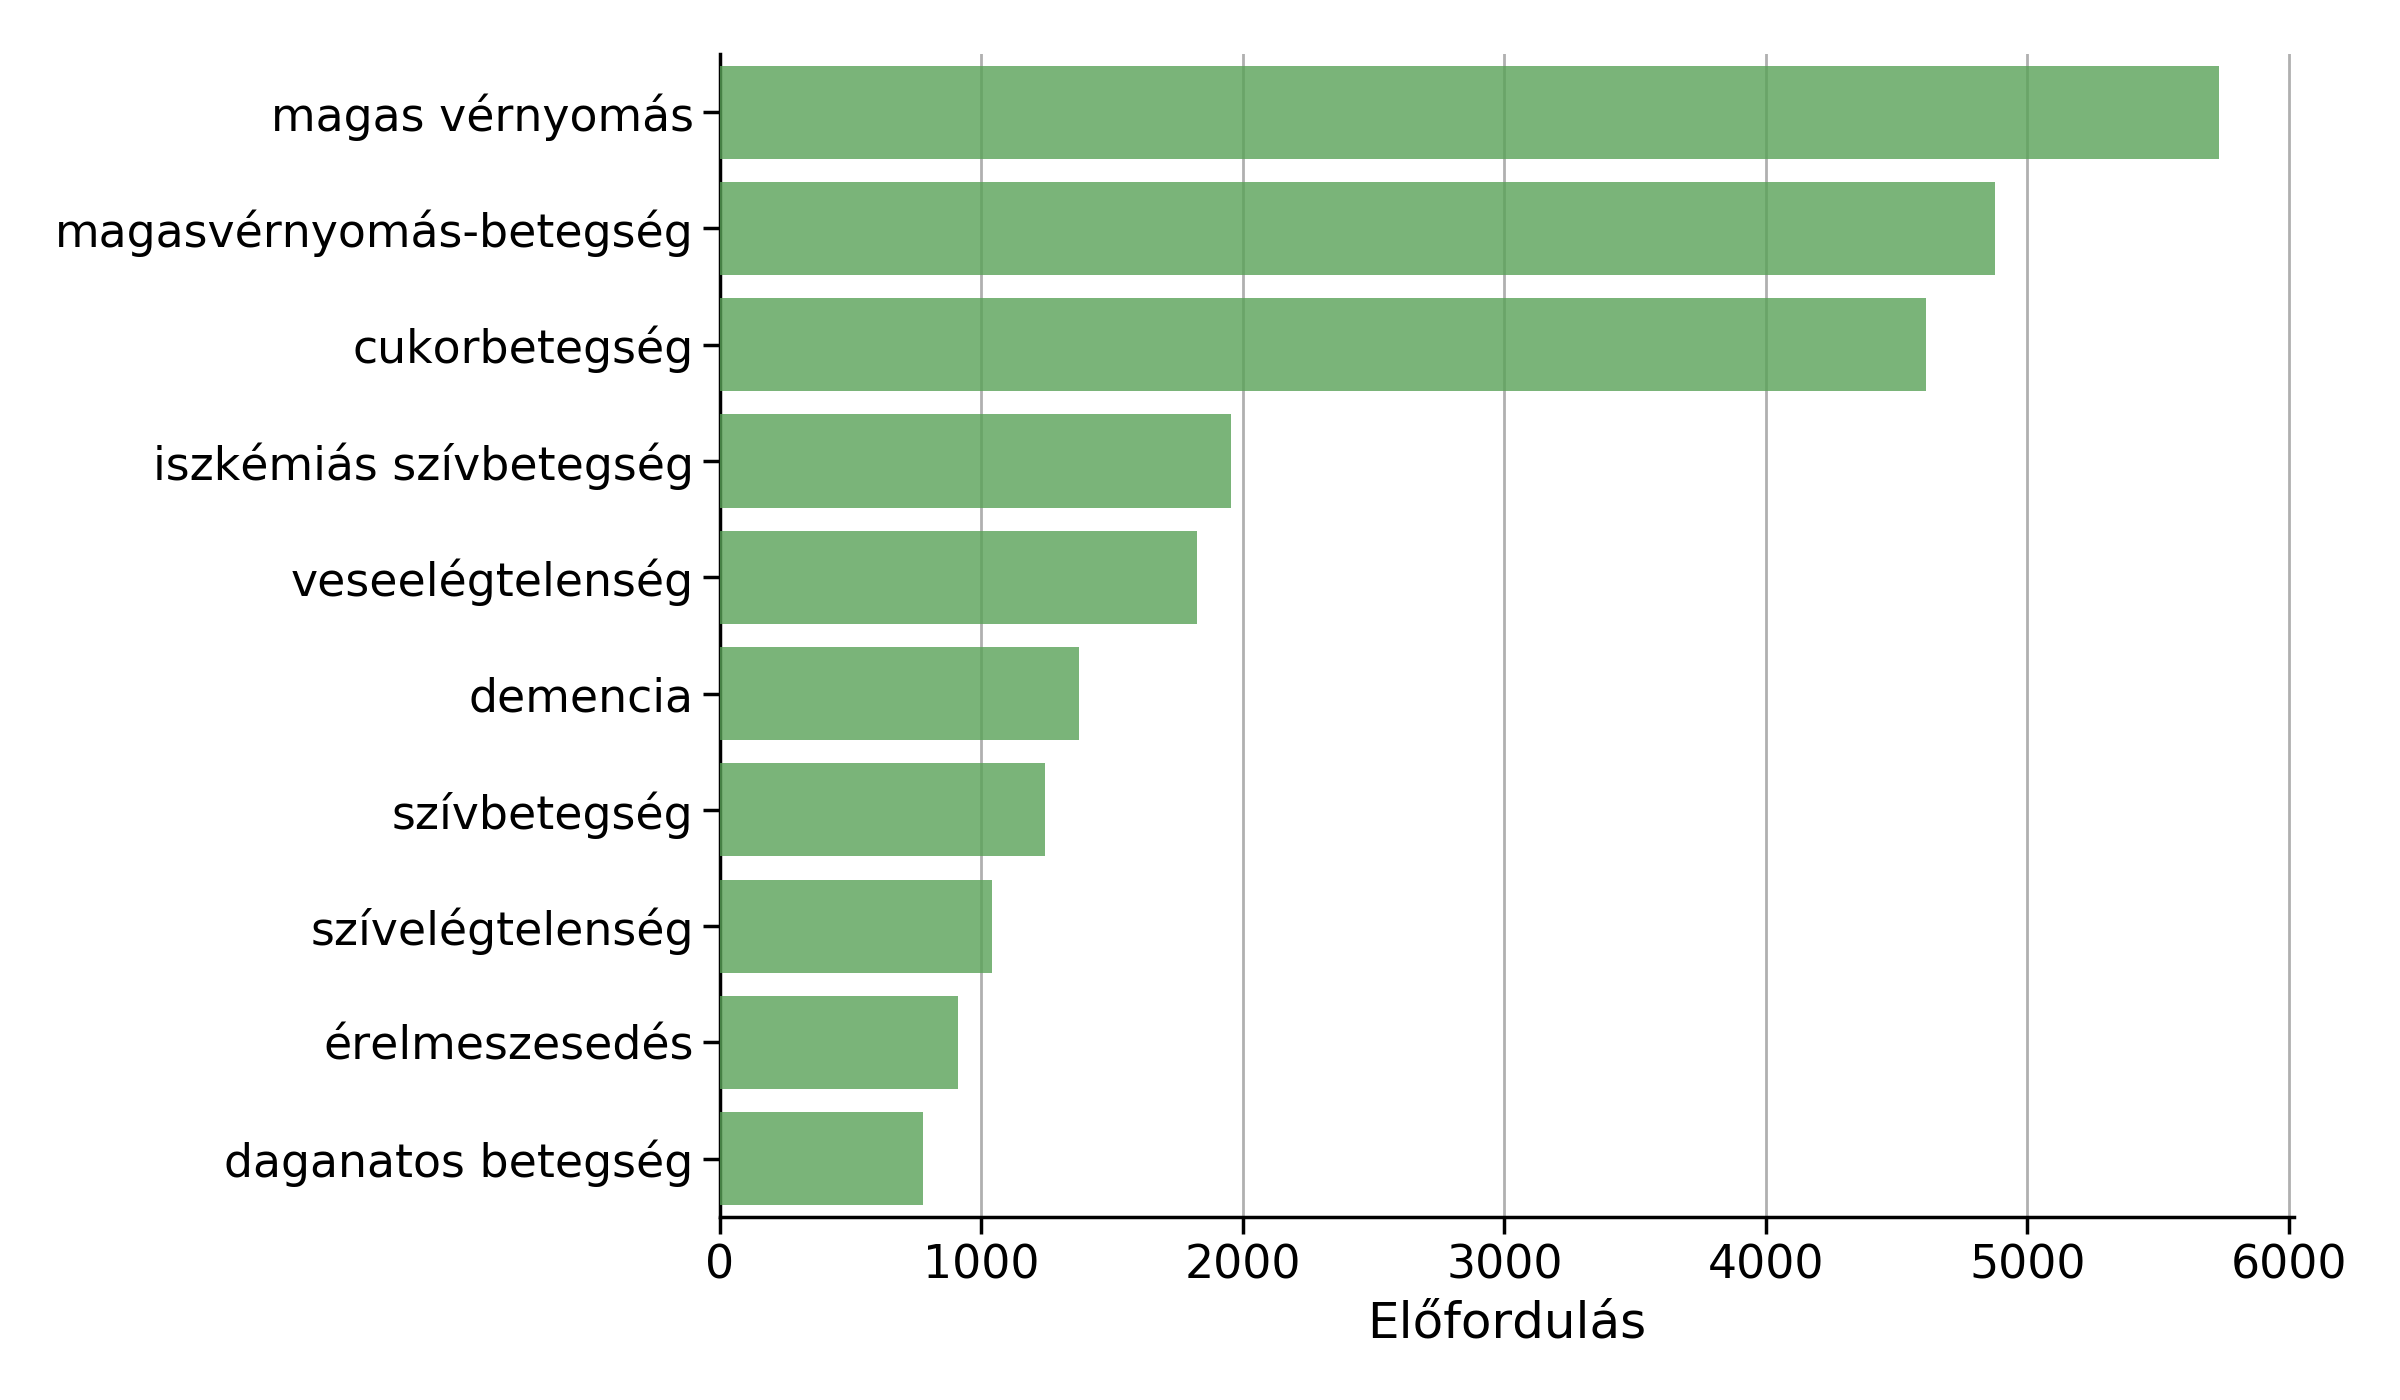 magas vérnyomás
magasvérnyomás-betegség
cukorbetegség
iszkémiás szívbetegség
veseelégtelenség
demencia
szívbetegség
szívelégtelenség
érelmeszesedés
daganatos betegség
0 1000 2000 3000 4000 5000 6000
Előfordulás